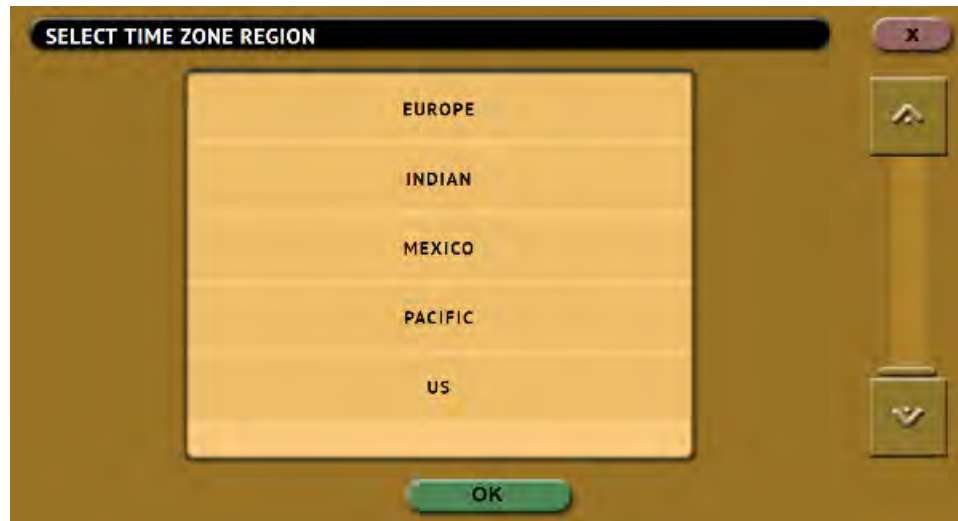 SELECT TIME ZONE REGION
X
EUROPE
INDIAN
MEXICO
PACIFIC
US
OK